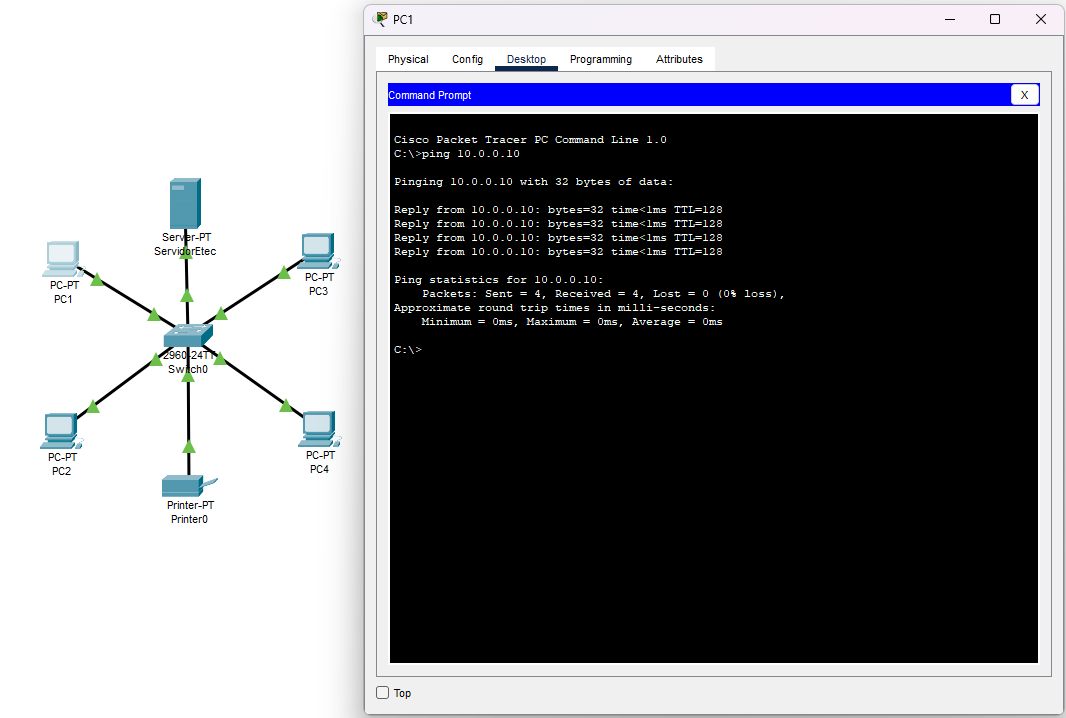 PC1
Physical Config Desktop Programming Attributes
Command Prompt
X
Cisco Packet Tracer PC Command Line 1.0
C:\>ping 10.0.0.10
Pinging 10.0.0.10 with 32 bytes of data:
Reply from 10.0.0.10: bytes=32 time<1ms TTL=128
Reply from 10.0.0.10: bytes=32 time<1ms TTL=128
Reply from 10.0.0.10: bytes=32 time<1ms TTL=128
Reply from 10.0.0.10: bytes=32 time<1ms TTL=128
Ping statistics for 10.0.0.10:
Packets: Sent = 4, Received = 4, Lost = 0 (0% loss),
Approximate round trip times in milli-seconds:
Minimum = 0ms, Maximum = 0ms, Average = 0ms
C:\>
Top
Server-PT
ServidorEtec
PC-PT
PC1
PC-PT
PC3
2960-24TT
Switch0
PC-PT
PC2
PC-PT
PC4
Printer-PT
Printer0